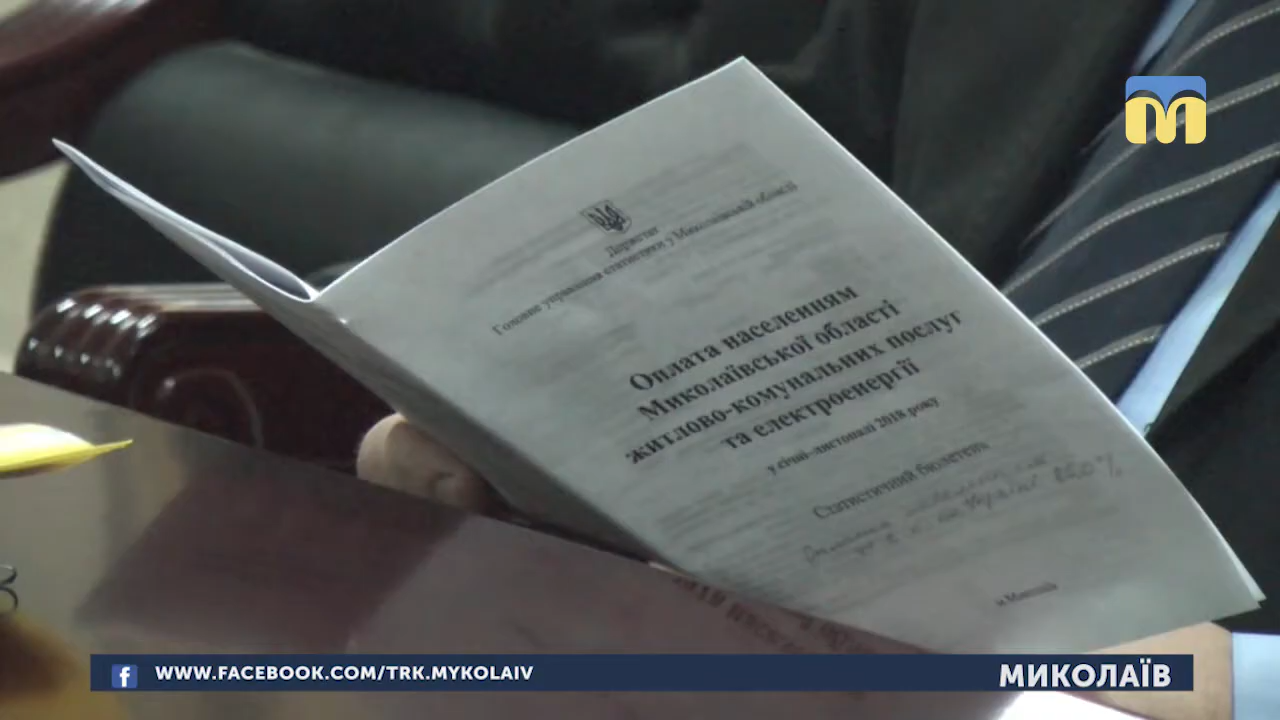 Держстат
Головне управління статистики у Миколаївській області
Оплата населенням
Миколаївської області
житлово-комунальних послуг
та електроенергії
у січні–листопаді 2018 року
Статистичний бюлетень
м.Миколаїв
WWW.FACEBOOK.COM/TRK.MYKOLAIV
МИКОЛАЇВ